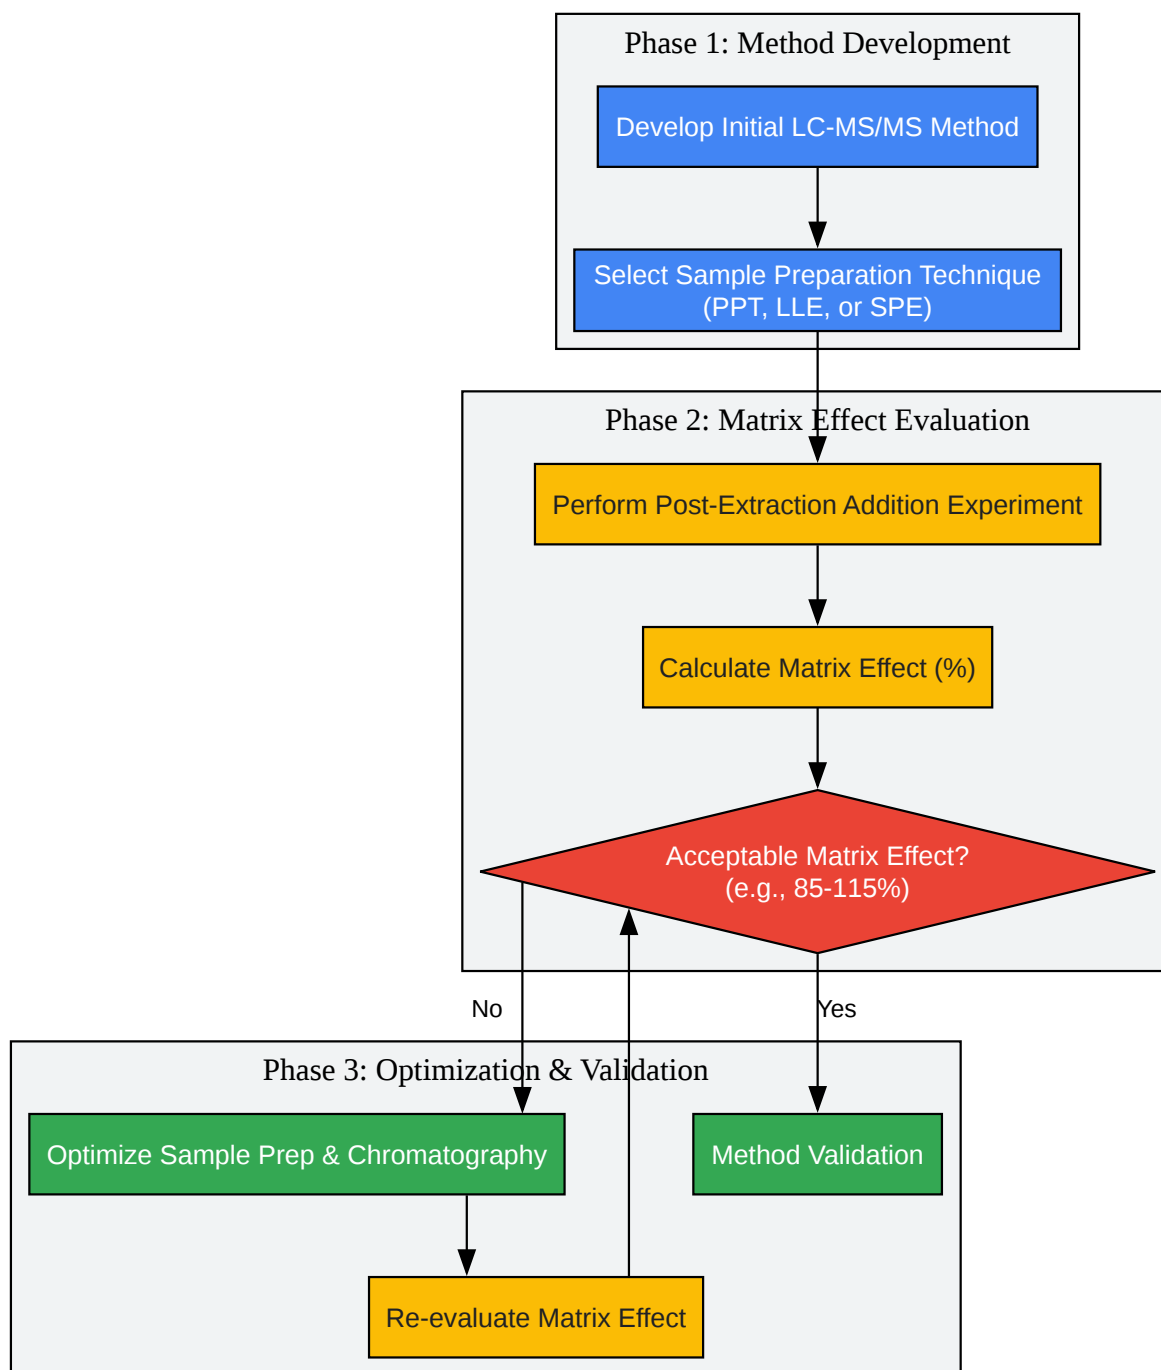 Phase 1: Method Development
Develop Initial LC-MS/MS Method
Select Sample Preparation Technique
(PPT, LLE, or SPE)
Phase 2: Matrix Effect Evaluation
Perform Post-Extraction Addition Experiment
Calculate Matrix Effect (%)
Acceptable Matrix Effect?
(e.g., 85-115%)
No
Yes
Phase 3: Optimization & Validation
Optimize Sample Prep & Chromatography
Method Validation
Re-evaluate Matrix Effect